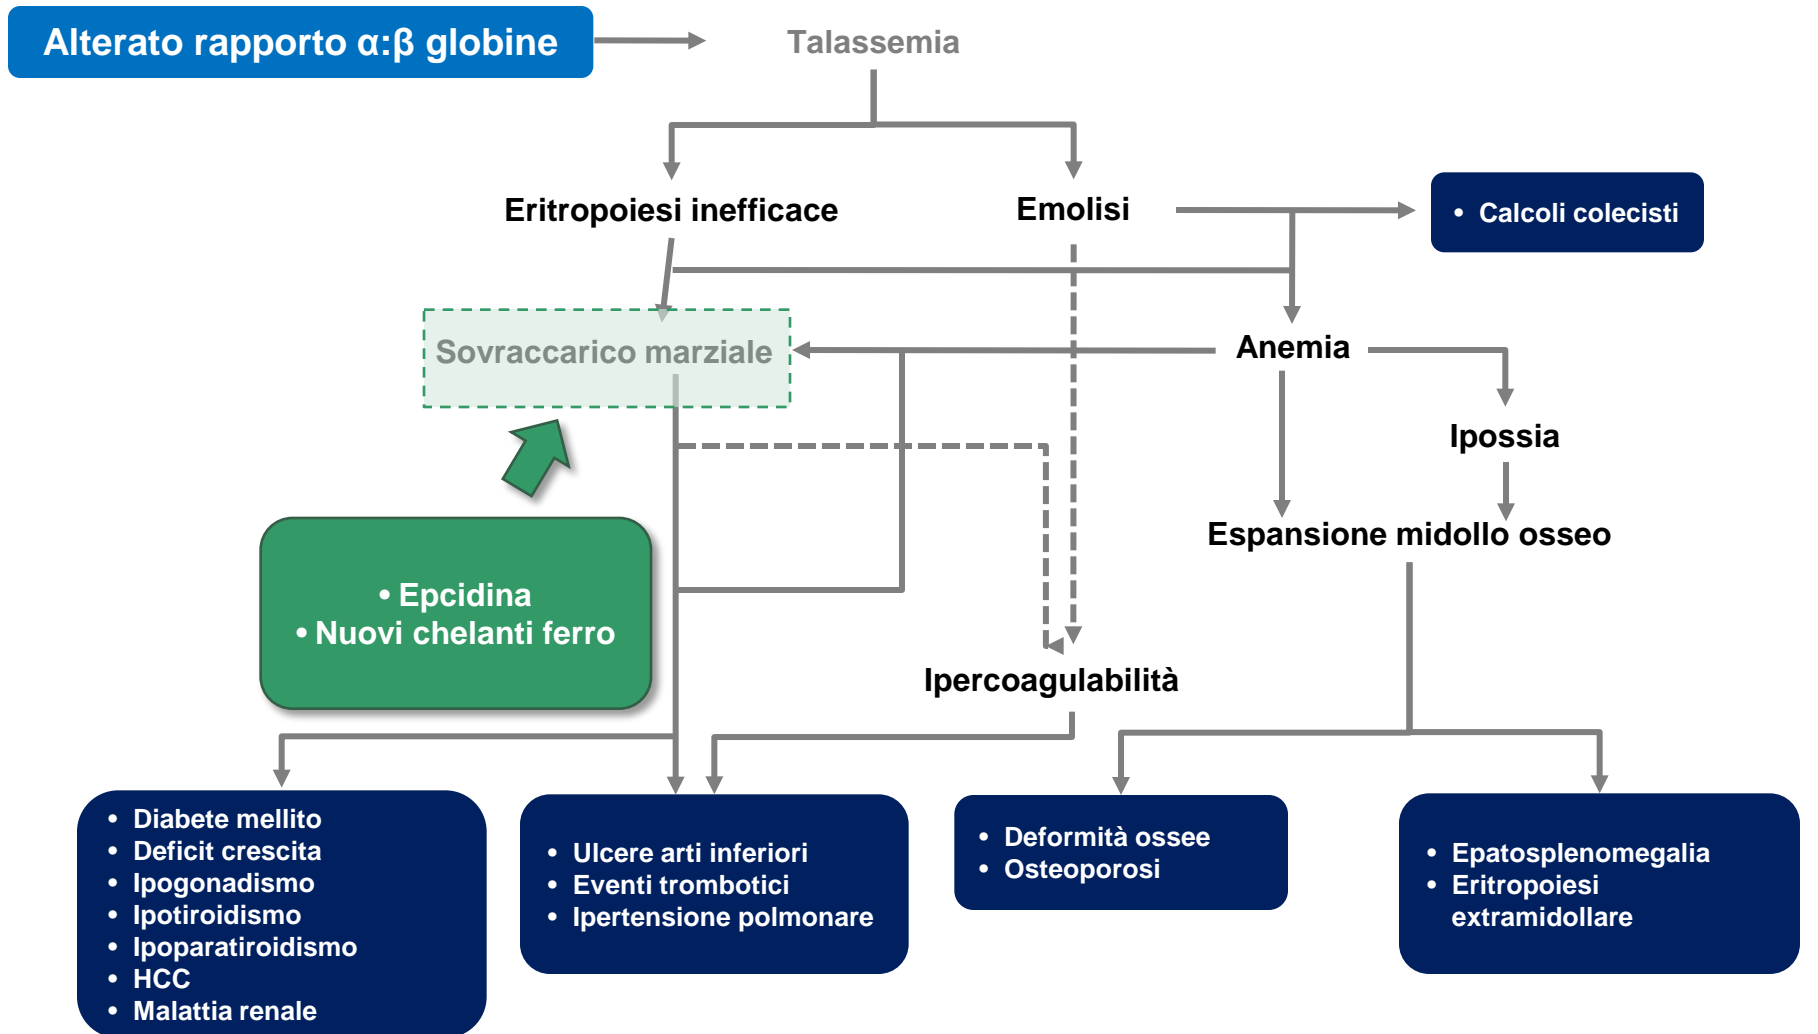 Alterato rapporto α:β globine
Talassemia
Eritropoiesi inefficace
Emolisi
• Calcoli colecisti
Sovraccarico marziale
Anemia
Ipossia
Espansione midollo osseo
• Epcidina
• Nuovi chelanti ferro
Ipercoagulabilità
• Diabete mellito
• Deficit crescita
• Ipogonadismo
• Ipotiroidismo
• Ipoparatiroidismo
• HCC
• Malattia renale
• Ulcere arti inferiori
• Eventi trombotici
• Ipertensione polmonare
• Deformità ossee
• Osteoporosi
• Epatosplenomegalia
• Eritropoiesi
extramidollare